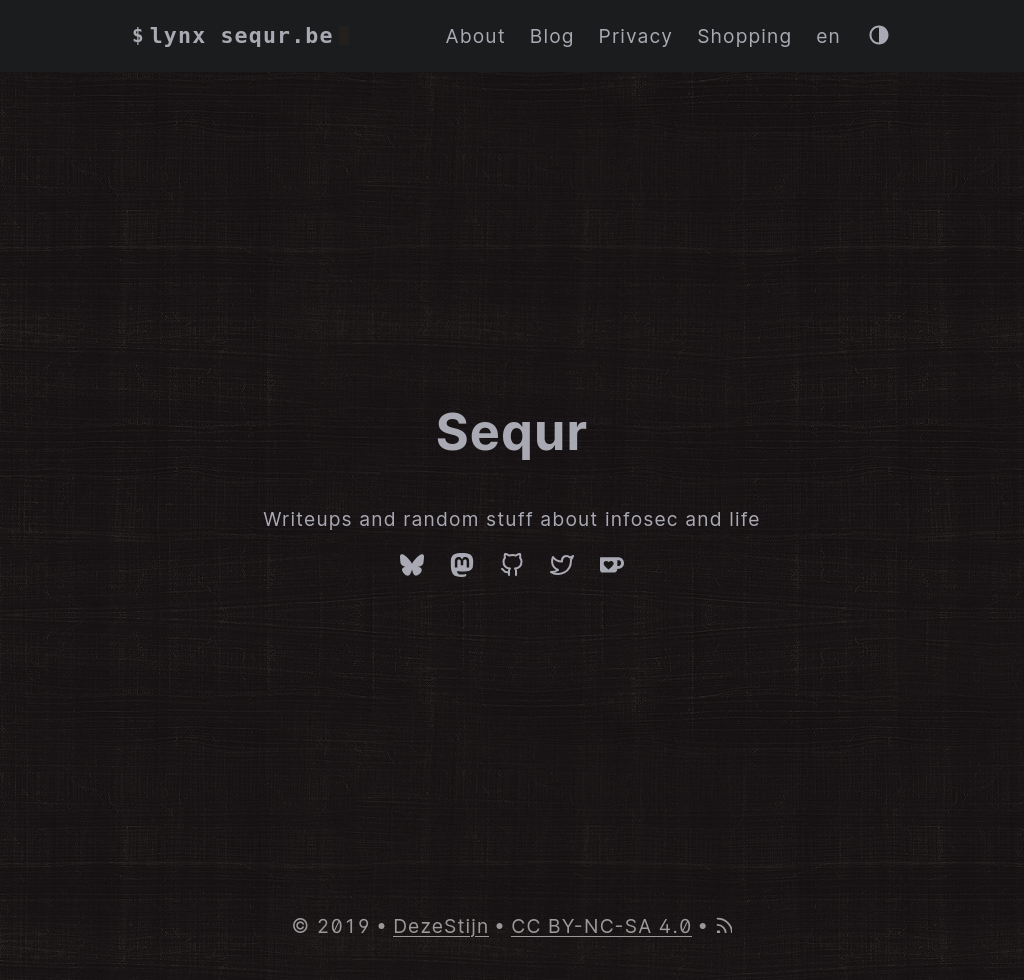 $ lynx sequr.be About Blog Privacy Shopping en
Sequr
Writeups and random stuff about infosec and life
© 2019 • DezeStijn • CC BY-NC-SA 4.0 •